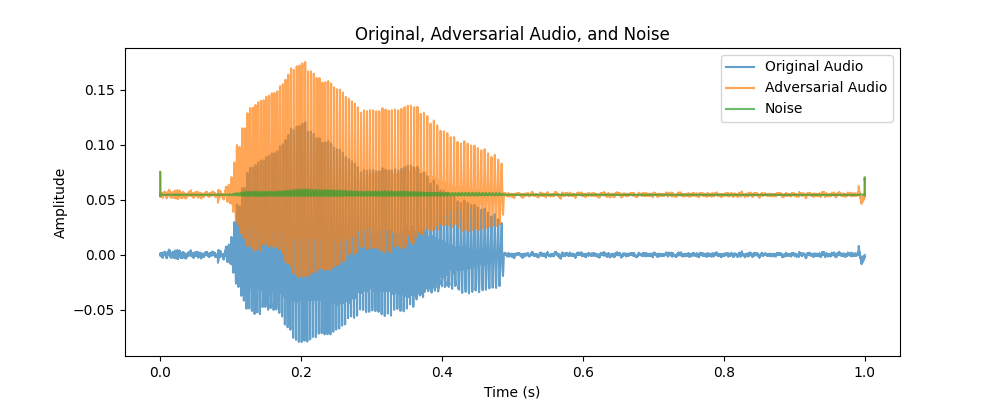 Original, Adversarial Audio, and Noise
Original Audio
Adversarial Audio
Noise
0.15
0.10
0.05
0.00
−0.05
Amplitude
0.0
0.2
0.4
0.6
0.8
1.0
Time (s)